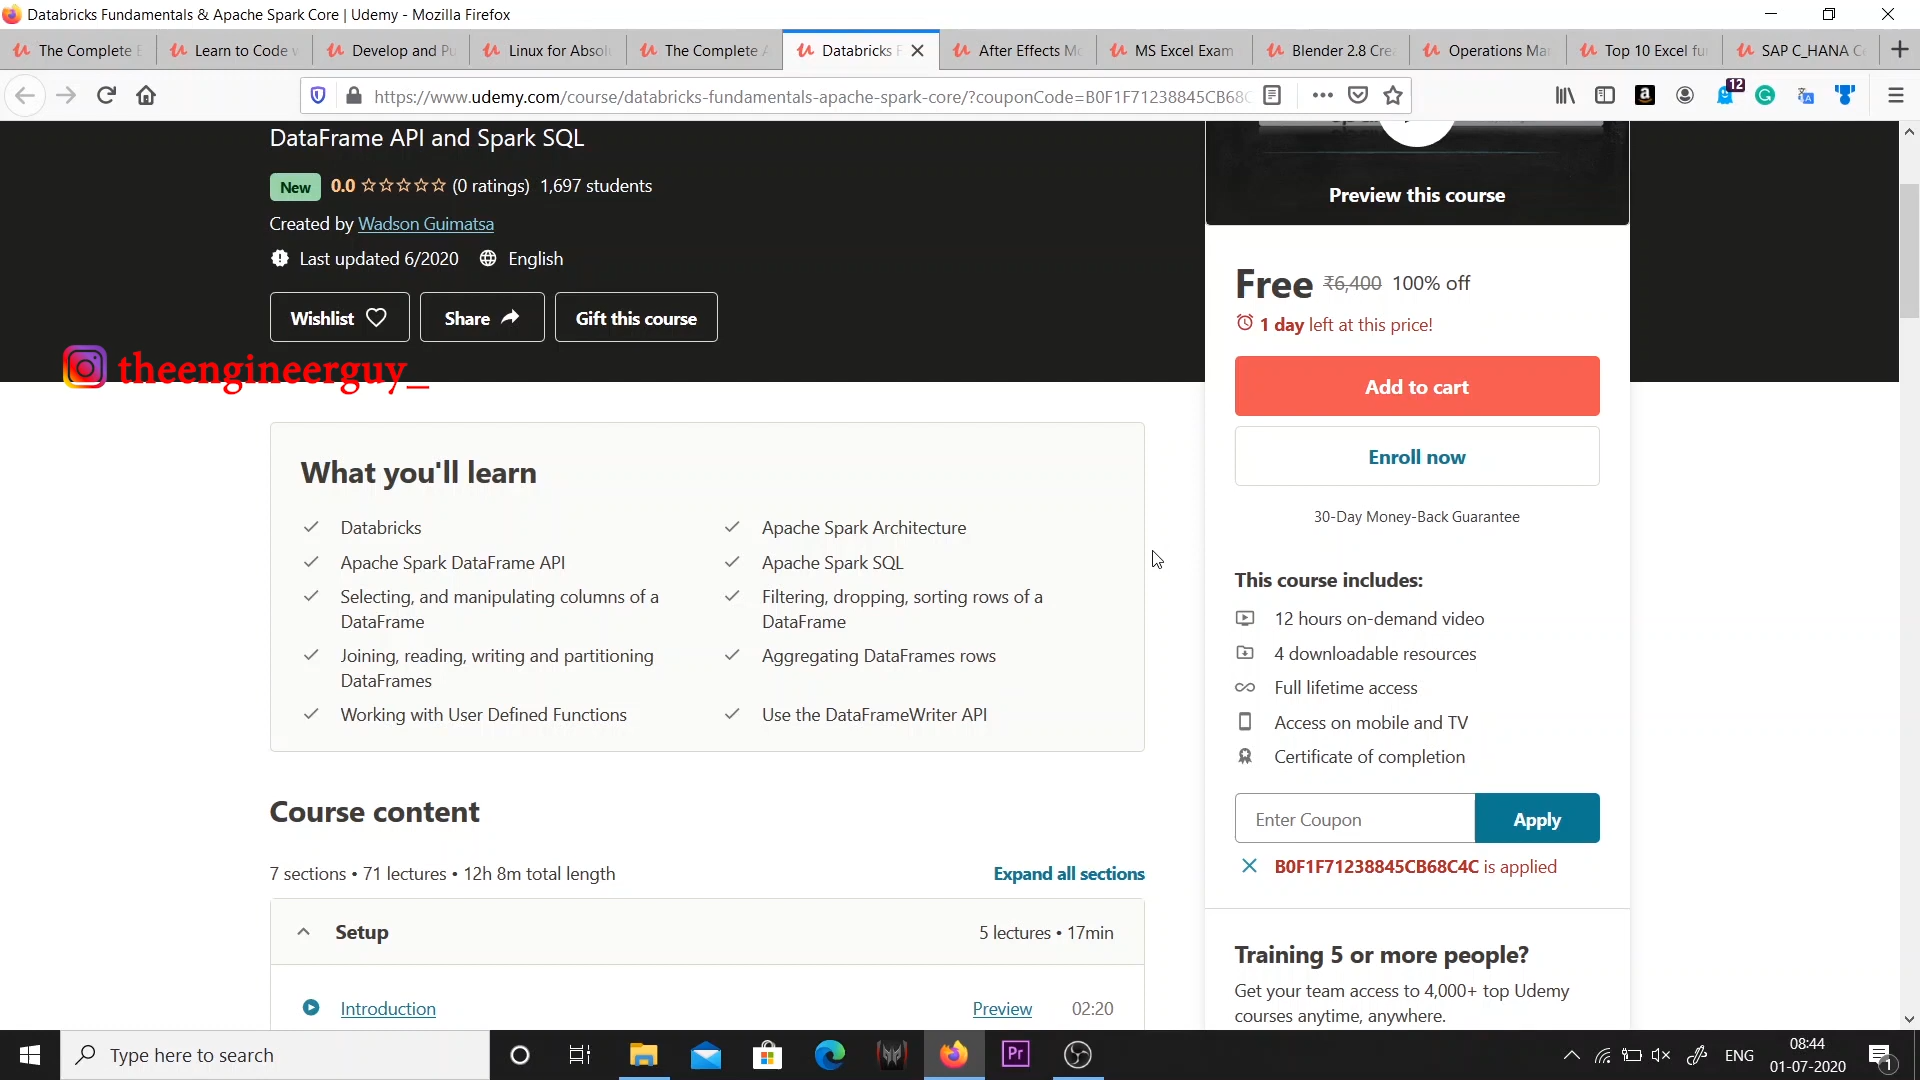 Databricks Fundamentals & Apache Spark Core | Udemy - Mozilla Firefox
The Complete E
Learn to Code w
Develop and Pu
Linux for Absolu
The Complete A
Databricks F
After Effects Mo
MS Excel Exam
Blender 2.8 Crea
Operations Man
Top 10 Excel fun
SAP C_HANA Ce
https://www.udemy.com/course/databricks-fundamentals-apache-spark-core/?couponCode=B0F1F71238845CB68C
12
DataFrame API and Spark SQL
New 0.0 (0 ratings) 1,697 students
Created by Wadson Guimatsa
Last updated 6/2020 English
Wishlist
Share
Gift this course
theengineerguy_
What you'll learn
Databricks
Apache Spark Architecture
Apache Spark DataFrame API
Apache Spark SQL
Selecting, and manipulating columns of a
DataFrame
Filtering, dropping, sorting rows of a
DataFrame
Joining, reading, writing and partitioning
DataFrames
Aggregating DataFrames rows
Working with User Defined Functions
Use the DataFrameWriter API
Course content
7 sections • 71 lectures • 12h 8m total length
Expand all sections
Setup
5 lectures • 17min
Introduction
Preview
02:20
Preview this course
Free ₹6,400 100% off
1 day left at this price!
Add to cart
Enroll now
30-Day Money-Back Guarantee
This course includes:
12 hours on-demand video
4 downloadable resources
Full lifetime access
Access on mobile and TV
Certificate of completion
Enter Coupon
Apply
B0F1F71238845CB68C4C is applied
Training 5 or more people?
Get your team access to 4,000+ top Udemy
courses anytime, anywhere.
Type here to search
Pr
ENG
08:44
01-07-2020
1